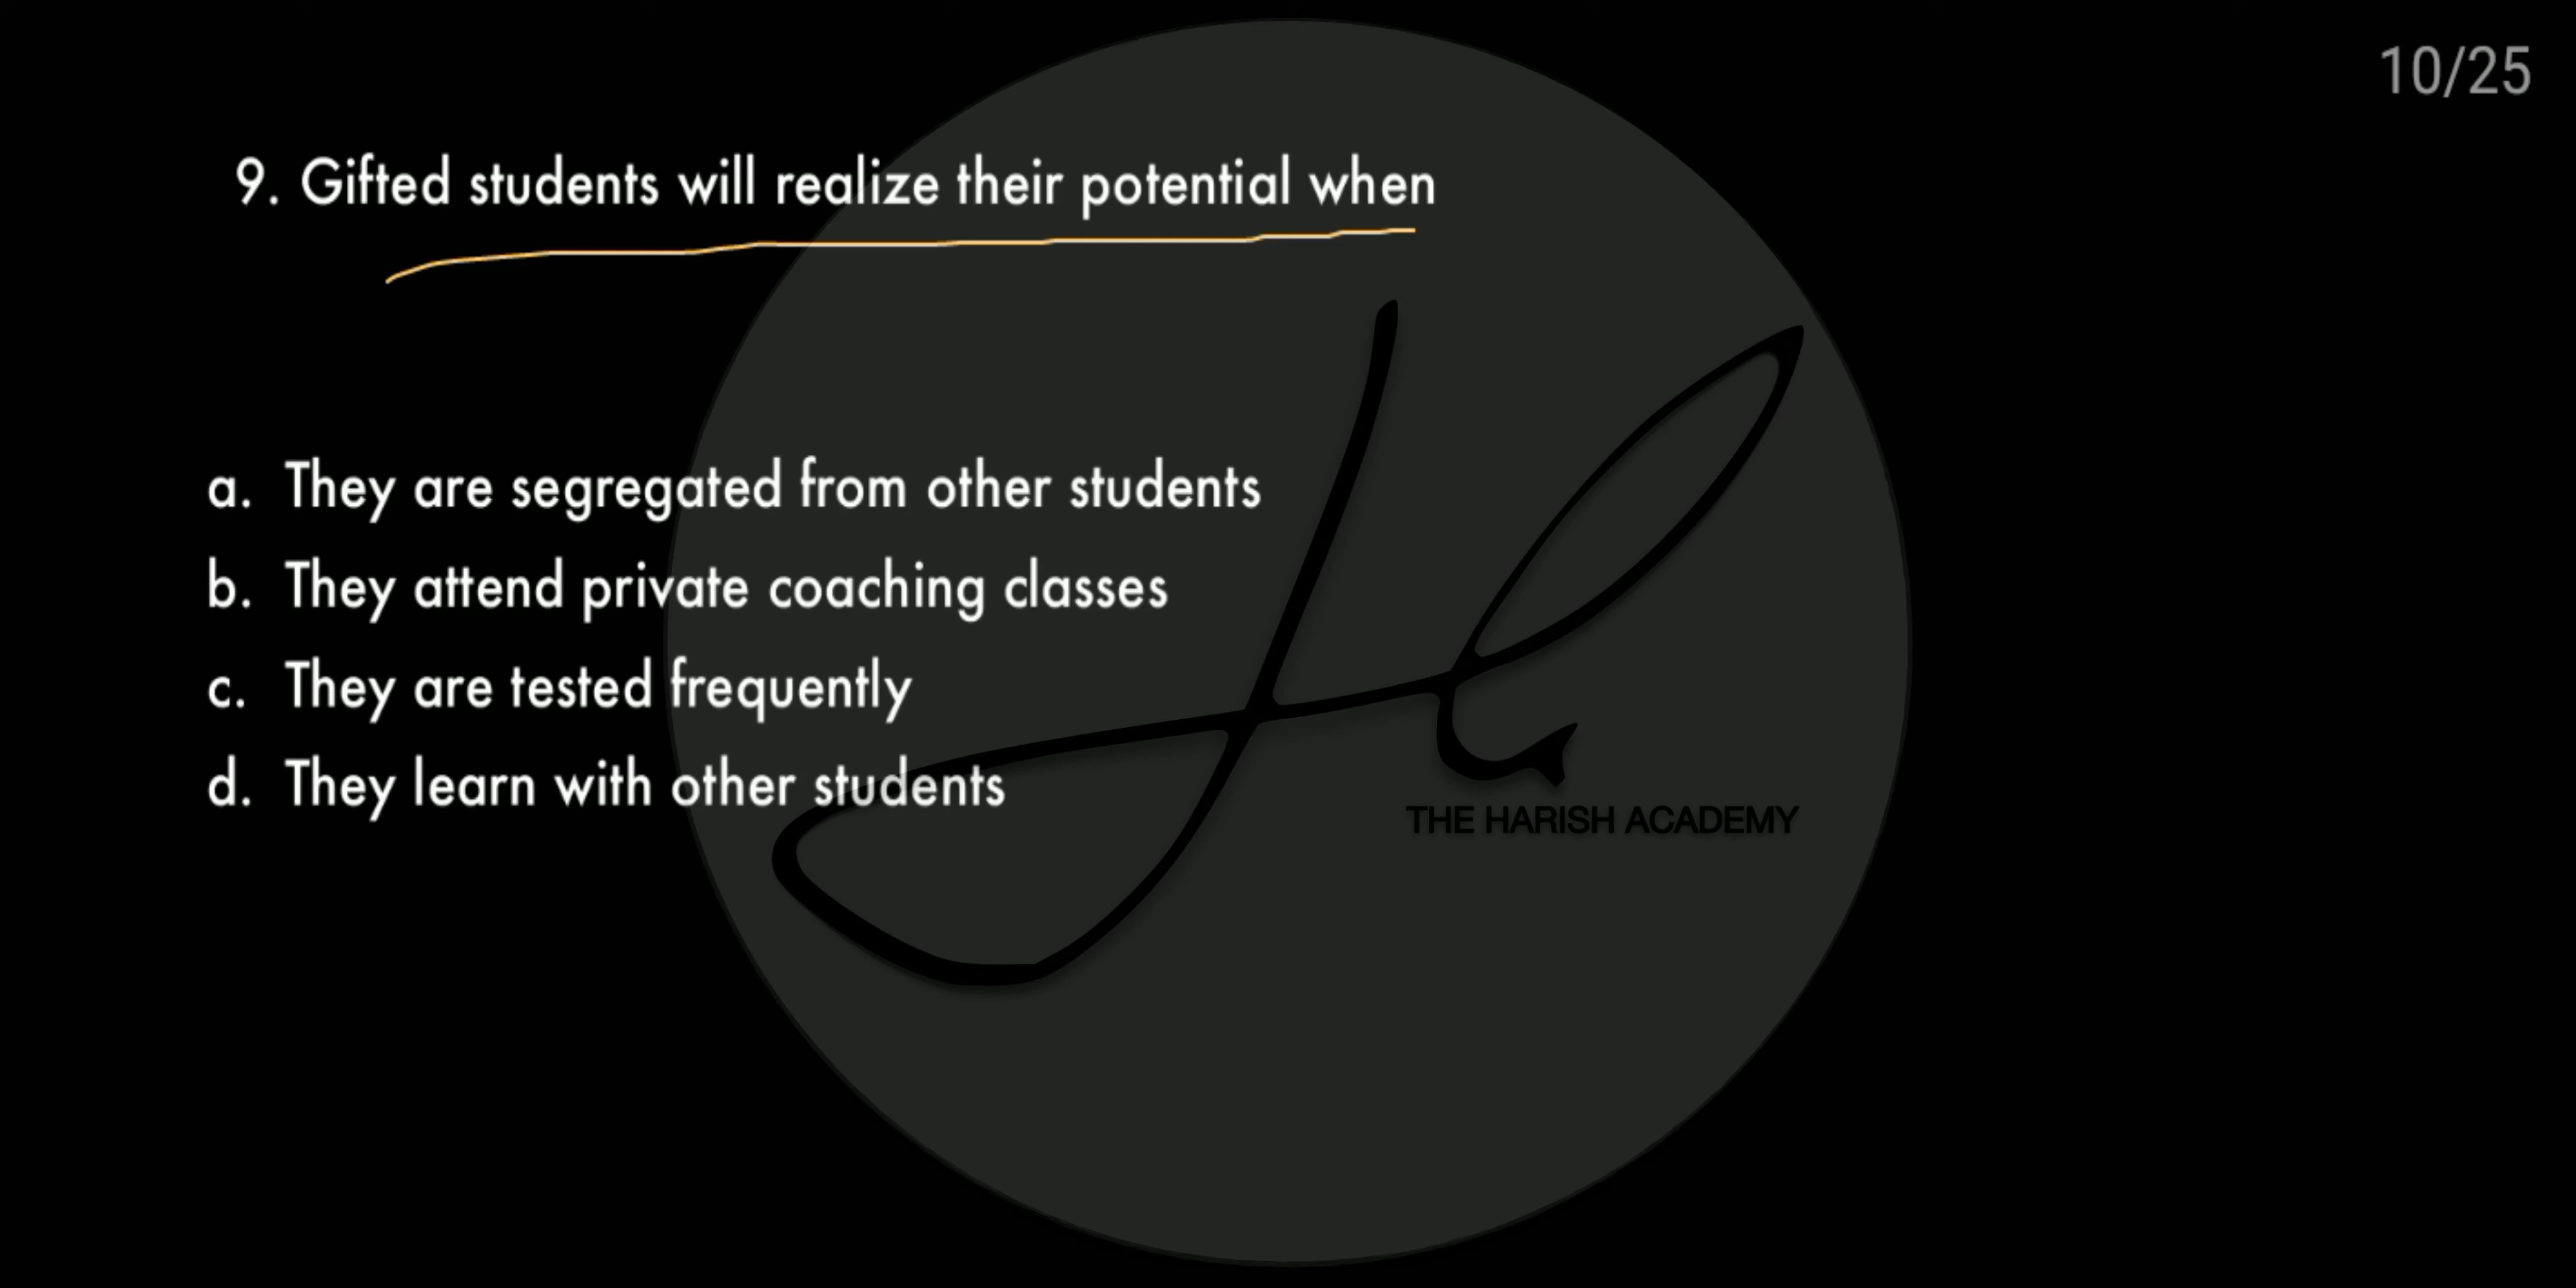 10/25
9. Gifted students will realize their potential when
a. They are segregated from other students
b. They attend private coaching classes
c. They are tested frequently
d. They learn with other students
THE HARISH ACADEMY